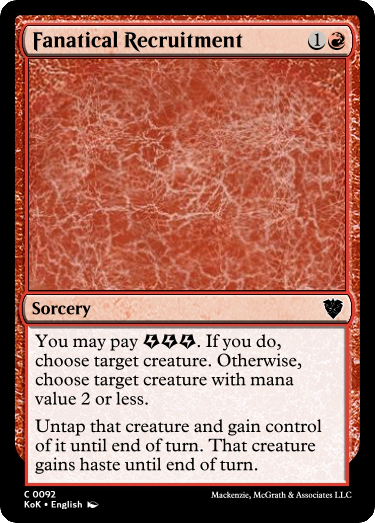 Fanatical Recruitment 1
Sorcery
You may pay . If you do,
choose target creature. Otherwise,
choose target creature with mana
value 2 or less.
Untap that creature and gain control
of it until end of turn. That creature
gains haste until end of turn.
C 0092
KoK • English
Mackenzie, McGrath & Associates LLC